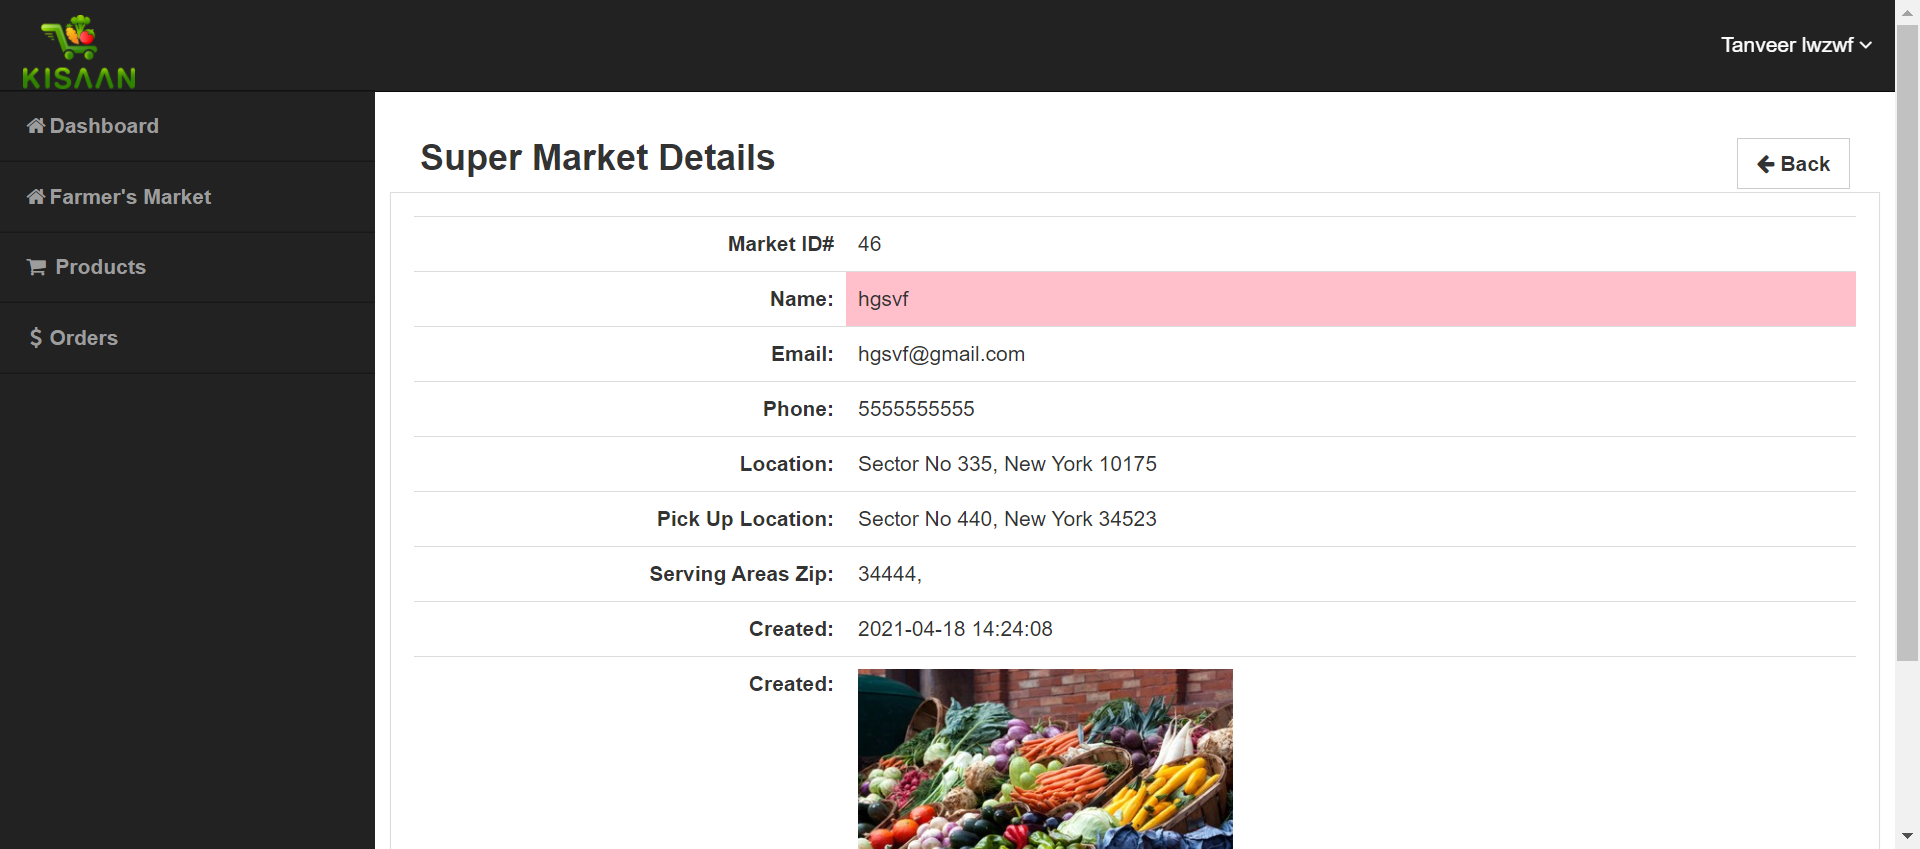 KISAAN
Tanveer lwzwf
Dashboard
Farmer's Market
Products
$ Orders
Super Market Details
Back
Market ID# 46
Name: hgsvf
Email: hgsvf@gmail.com
Phone: 5555555555
Location: Sector No 335, New York 10175
Pick Up Location: Sector No 440, New York 34523
Serving Areas Zip: 34444,
Created: 2021-04-18 14:24:08
Created: